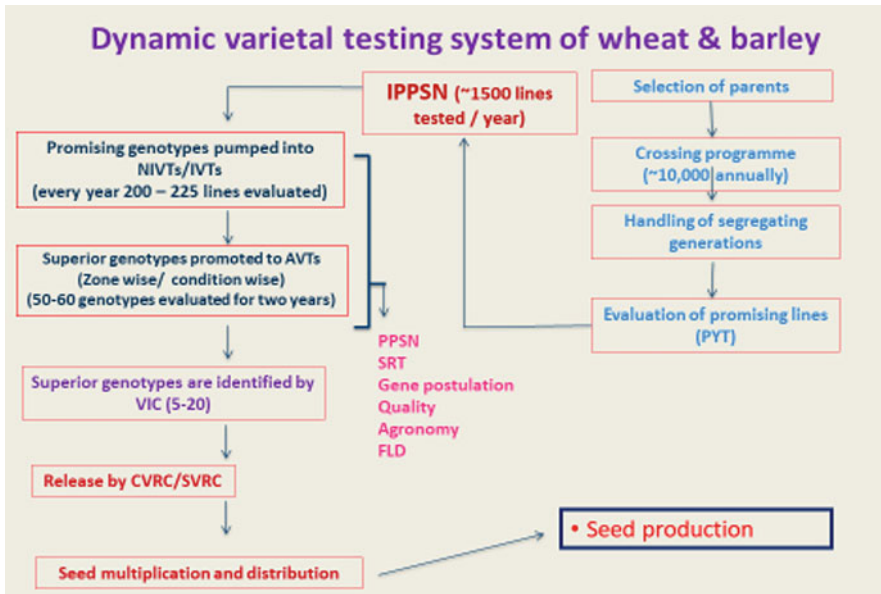 Dynamic varietal testing system of wheat & barley
IPPSN (~1500 lines
tested / year)
Selection of parents
Crossing programme
(~10,000 annually)
Handling of segregating
generations
Evaluation of promising lines
(PYT)
Promising genotypes pumped into
NIVTs/IVTs
(every year 200 – 225 lines evaluated)
Superior genotypes promoted to AVTs
(Zone wise/ condition wise)
(50-60 genotypes evaluated for two years)
PPSN
SRT
Gene postulation
Quality
Agronomy
FLD
Superior genotypes are identified by
VIC (5-20)
Release by CVRC/SVRC
Seed multiplication and distribution
• Seed production